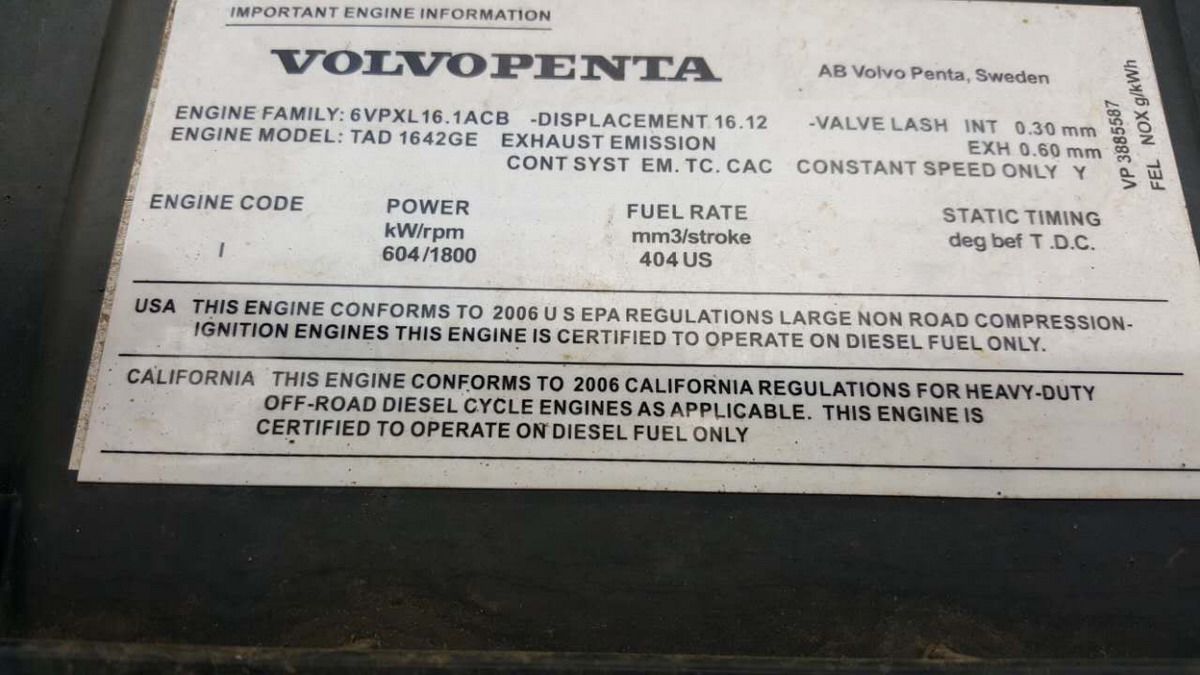 IMPORTANT ENGINE INFORMATION
VOLVO PENTA
AB Volvo Penta, Sweden
ENGINE FAMILY: 6VPXL16.1ACB -DISPLACEMENT 16.12 -VALVE LASH INT 0.30 mm
ENGINE MODEL: TAD 1642GE EXHAUST EMISSION EXH 0.60 mm
CONT SYST EM. TC. CAC CONSTANT SPEED ONLY Y
VP 3885587
FEL NOX g/kWh
ENGINE CODE POWER FUEL RATE STATIC TIMING
kW/rpm mm3/stroke deg bef T .D.C.
I 604/1800 404 US
USA THIS ENGINE CONFORMS TO 2006 U S EPA REGULATIONS LARGE NON ROAD COMPRESSION-
IGNITION ENGINES THIS ENGINE IS CERTIFIED TO OPERATE ON DIESEL FUEL ONLY.
CALIFORNIA THIS ENGINE CONFORMS TO 2006 CALIFORNIA REGULATIONS FOR HEAVY-DUTY
OFF-ROAD DIESEL CYCLE ENGINES AS APPLICABLE. THIS ENGINE IS
CERTIFIED TO OPERATE ON DIESEL FUEL ONLY